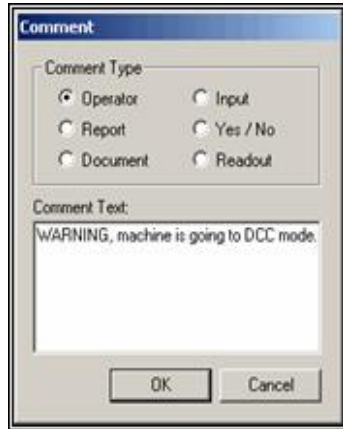 Comment
Comment Type
Operator Input
Report Yes / No
Document Readout
Comment Text:
WARNING, machine is going to DCC mode.
OK Cancel